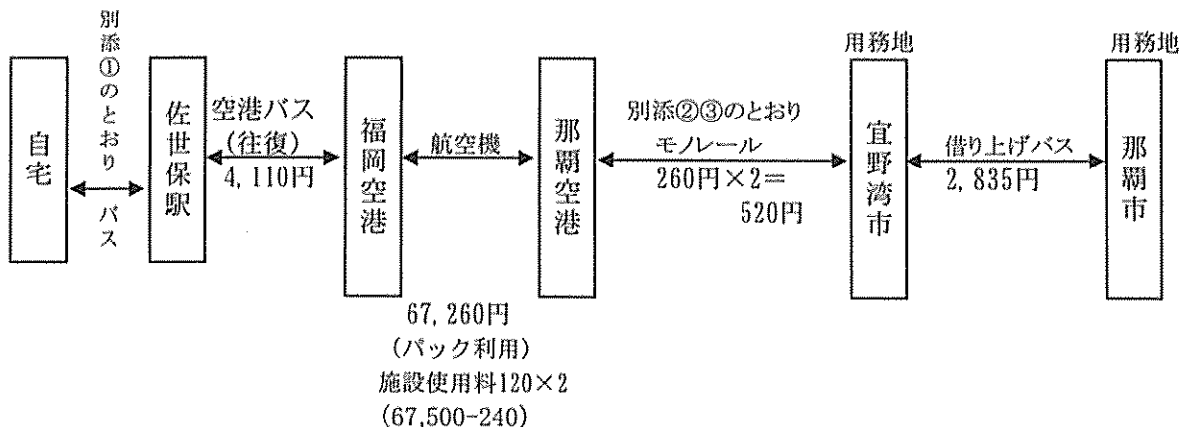 自宅
別添①のとおり
バス
佐世保駅
空港バス
(往復)
4,110円
福岡空港
航空機
67,260円
(パック利用)
施設使用料120×2
(67,500-240)
那覇空港
別添②③のとおり
モノレール
260円×2=
520円
用務地
宜野湾市
借り上げバス
2,835円
用務地
那覇市